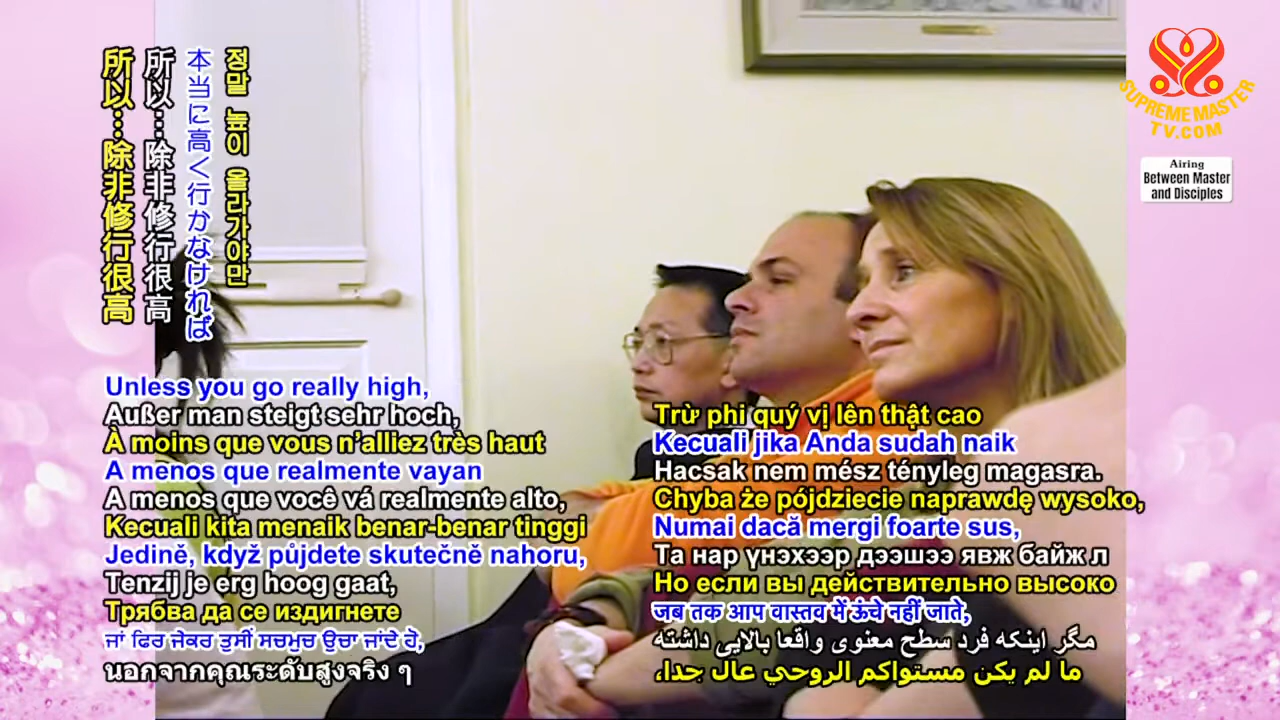 所以…除非修行很高
所以…除非修行很高
本当に高く行かなければ
정말 높이 올라가야만
SUPREME MASTER
TV.COM
Airing
Between Master
and Disciples
Unless you go really high,
Außer man steigt sehr hoch,
À moins que vous n’alliez très haut
A menos que realmente vayan
A menos que você vá realmente alto,
Kecuali kita menaik benar-benar tinggi
Jedině, když půjdete skutečně nahoru,
Tenzij je erg hoog gaat,
Трябва да се издигнете
ਜਾਂ ਫਿਰ ਜੇਕਰ ਤੁਸੀਂ ਸਚਮੁਚ ਉਚਾ ਜਾਂਦੇ ਹੋ,
นอกจากคุณระดับสูงจริง ๆ
Trừ phi quý vị lên thật cao
Kecuali jika Anda sudah naik
Hacsak nem mész tényleg magasra.
Chyba że pójdziecie naprawdę wysoko,
Numai dacă mergi foarte sus,
Та нар үнэхээр дээшээ явж байж л
Но если вы действительно высоко
जब तक आप वास्तव में ऊंचे नहीं जाते,
مگر اینکه فرد سطح معنوی واقعا بالایی داشته
ما لم يكن مستواكم الروحي عال جدا،